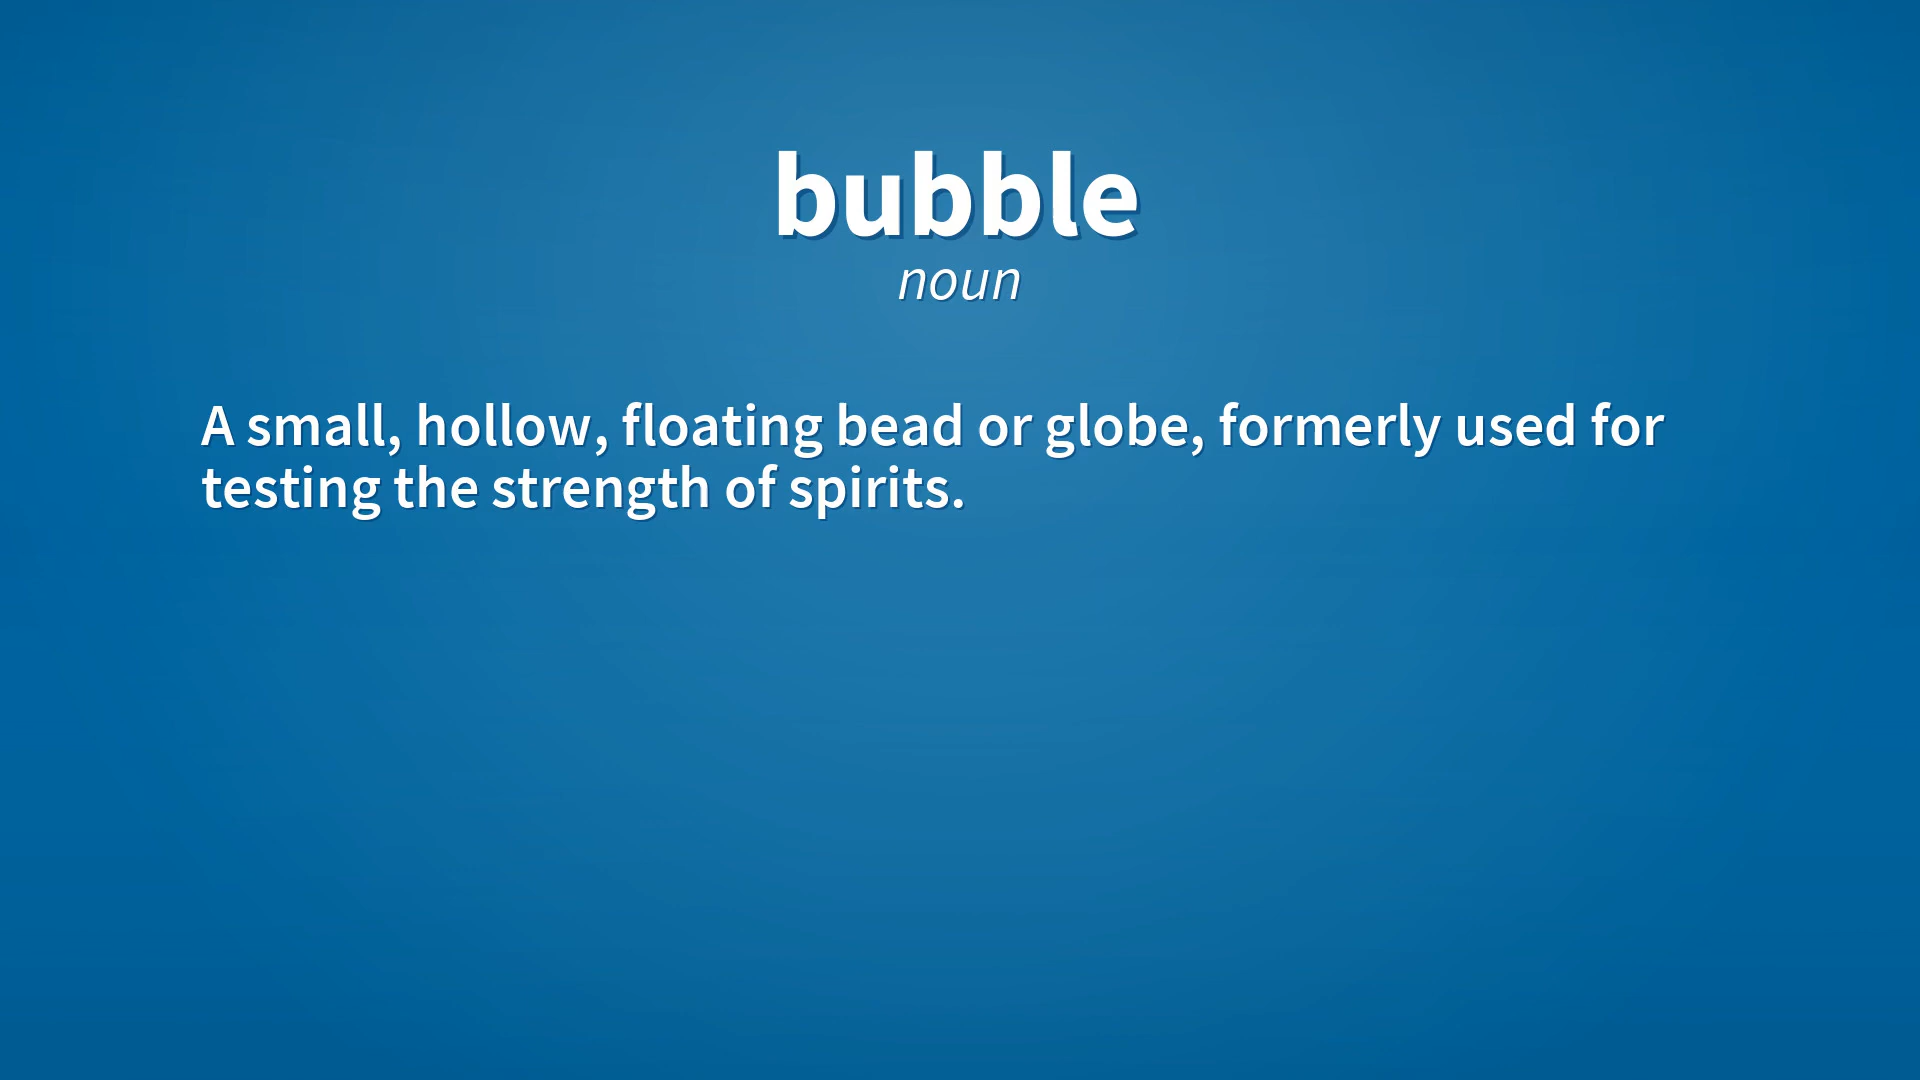 bubble
noun
A small, hollow, floating bead or globe, formerly used for
testing the strength of spirits.